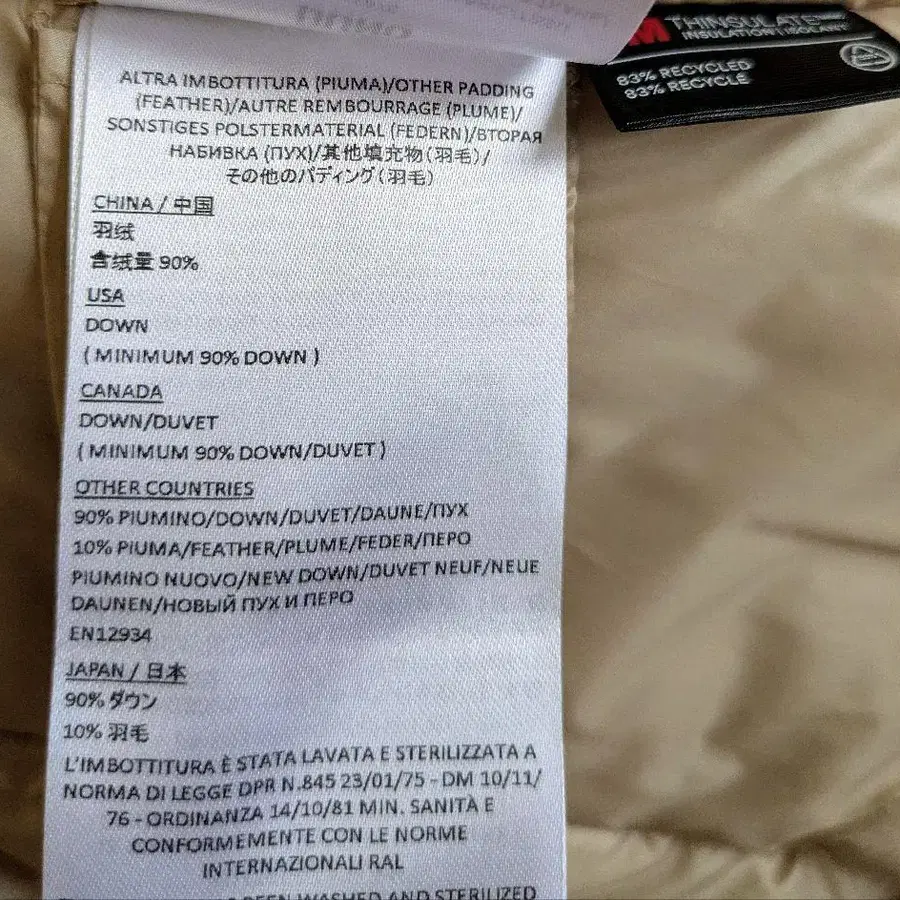 M THINSULATE
INSULATION | ISOLANT
83% RECYCLED
83% RECYCLE
ALTRA IMBOTTITURA (PIUMA)/OTHER PADDING
(FEATHER)/AUTRE REMBOURRAGE (PLUME)/
SONSTIGES POLSTERMATERIAL (FEDERN)/ВТОРАЯ
НАБИВКА (ПУХ)/其他填充物(羽毛)/
その他のパディング(羽毛)
CHINA / 中国
羽绒
含绒量 90%
USA
DOWN
( MINIMUM 90% DOWN )
CANADA
DOWN/DUVET
( MINIMUM 90% DOWN/DUVET )
OTHER COUNTRIES
90% PIUMINO/DOWN/DUVET/DAUNE/ПУХ
10% PIUMA/FEATHER/PLUME/FEDER/ПЕРО
PIUMINO NUOVO/NEW DOWN/DUVET NEUF/NEUE
DAUNEN/НОВЫЙ ПУХ И ПЕРО
EN12934
JAPAN / 日本
90% ダウン
10% 羽毛
L'IMBOTTITURA È STATA LAVATA E STERILIZZATA A
NORMA DI LEGGE DPR N.845 23/01/75 - DM 10/11/
76 - ORDINANZA 14/10/81 MIN. SANITÀ E
CONFORMEMENTE CON LE NORME
INTERNAZIONALI RAL
BEEN WASHED AND STERILIZED